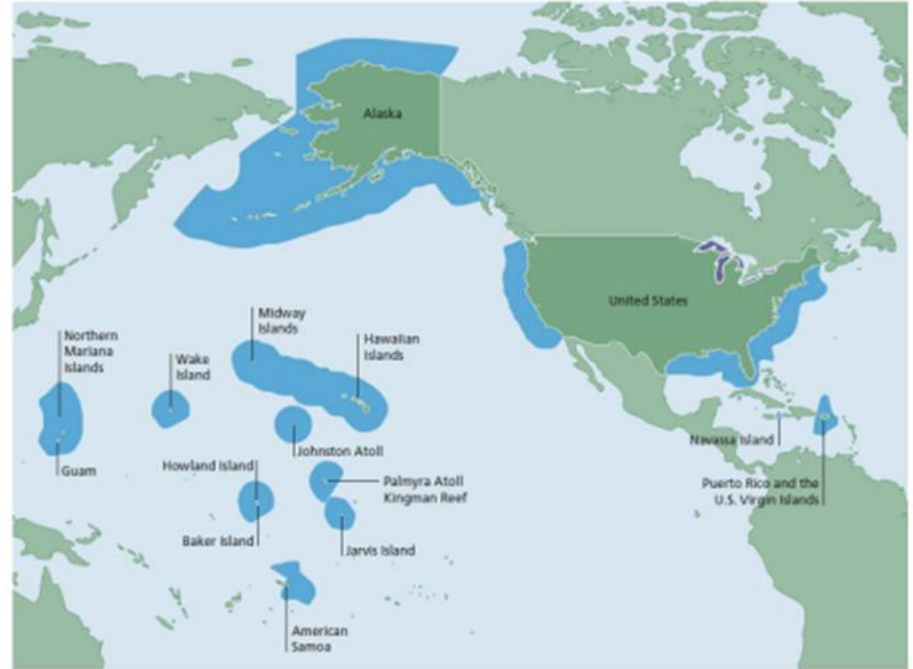 Alaska
United States
Midway
Islands
Hawaiian
Islands
Northern
Mariana
Islands
Wake
Island
Johnston Atoll
Navassa Island
Guam
Howland Island
Palmyra Atoll
Kingman Reef
Puerto Rico and the
U.S. Virgin Islands
Baker Island
Jarvis Island
American
Samoa